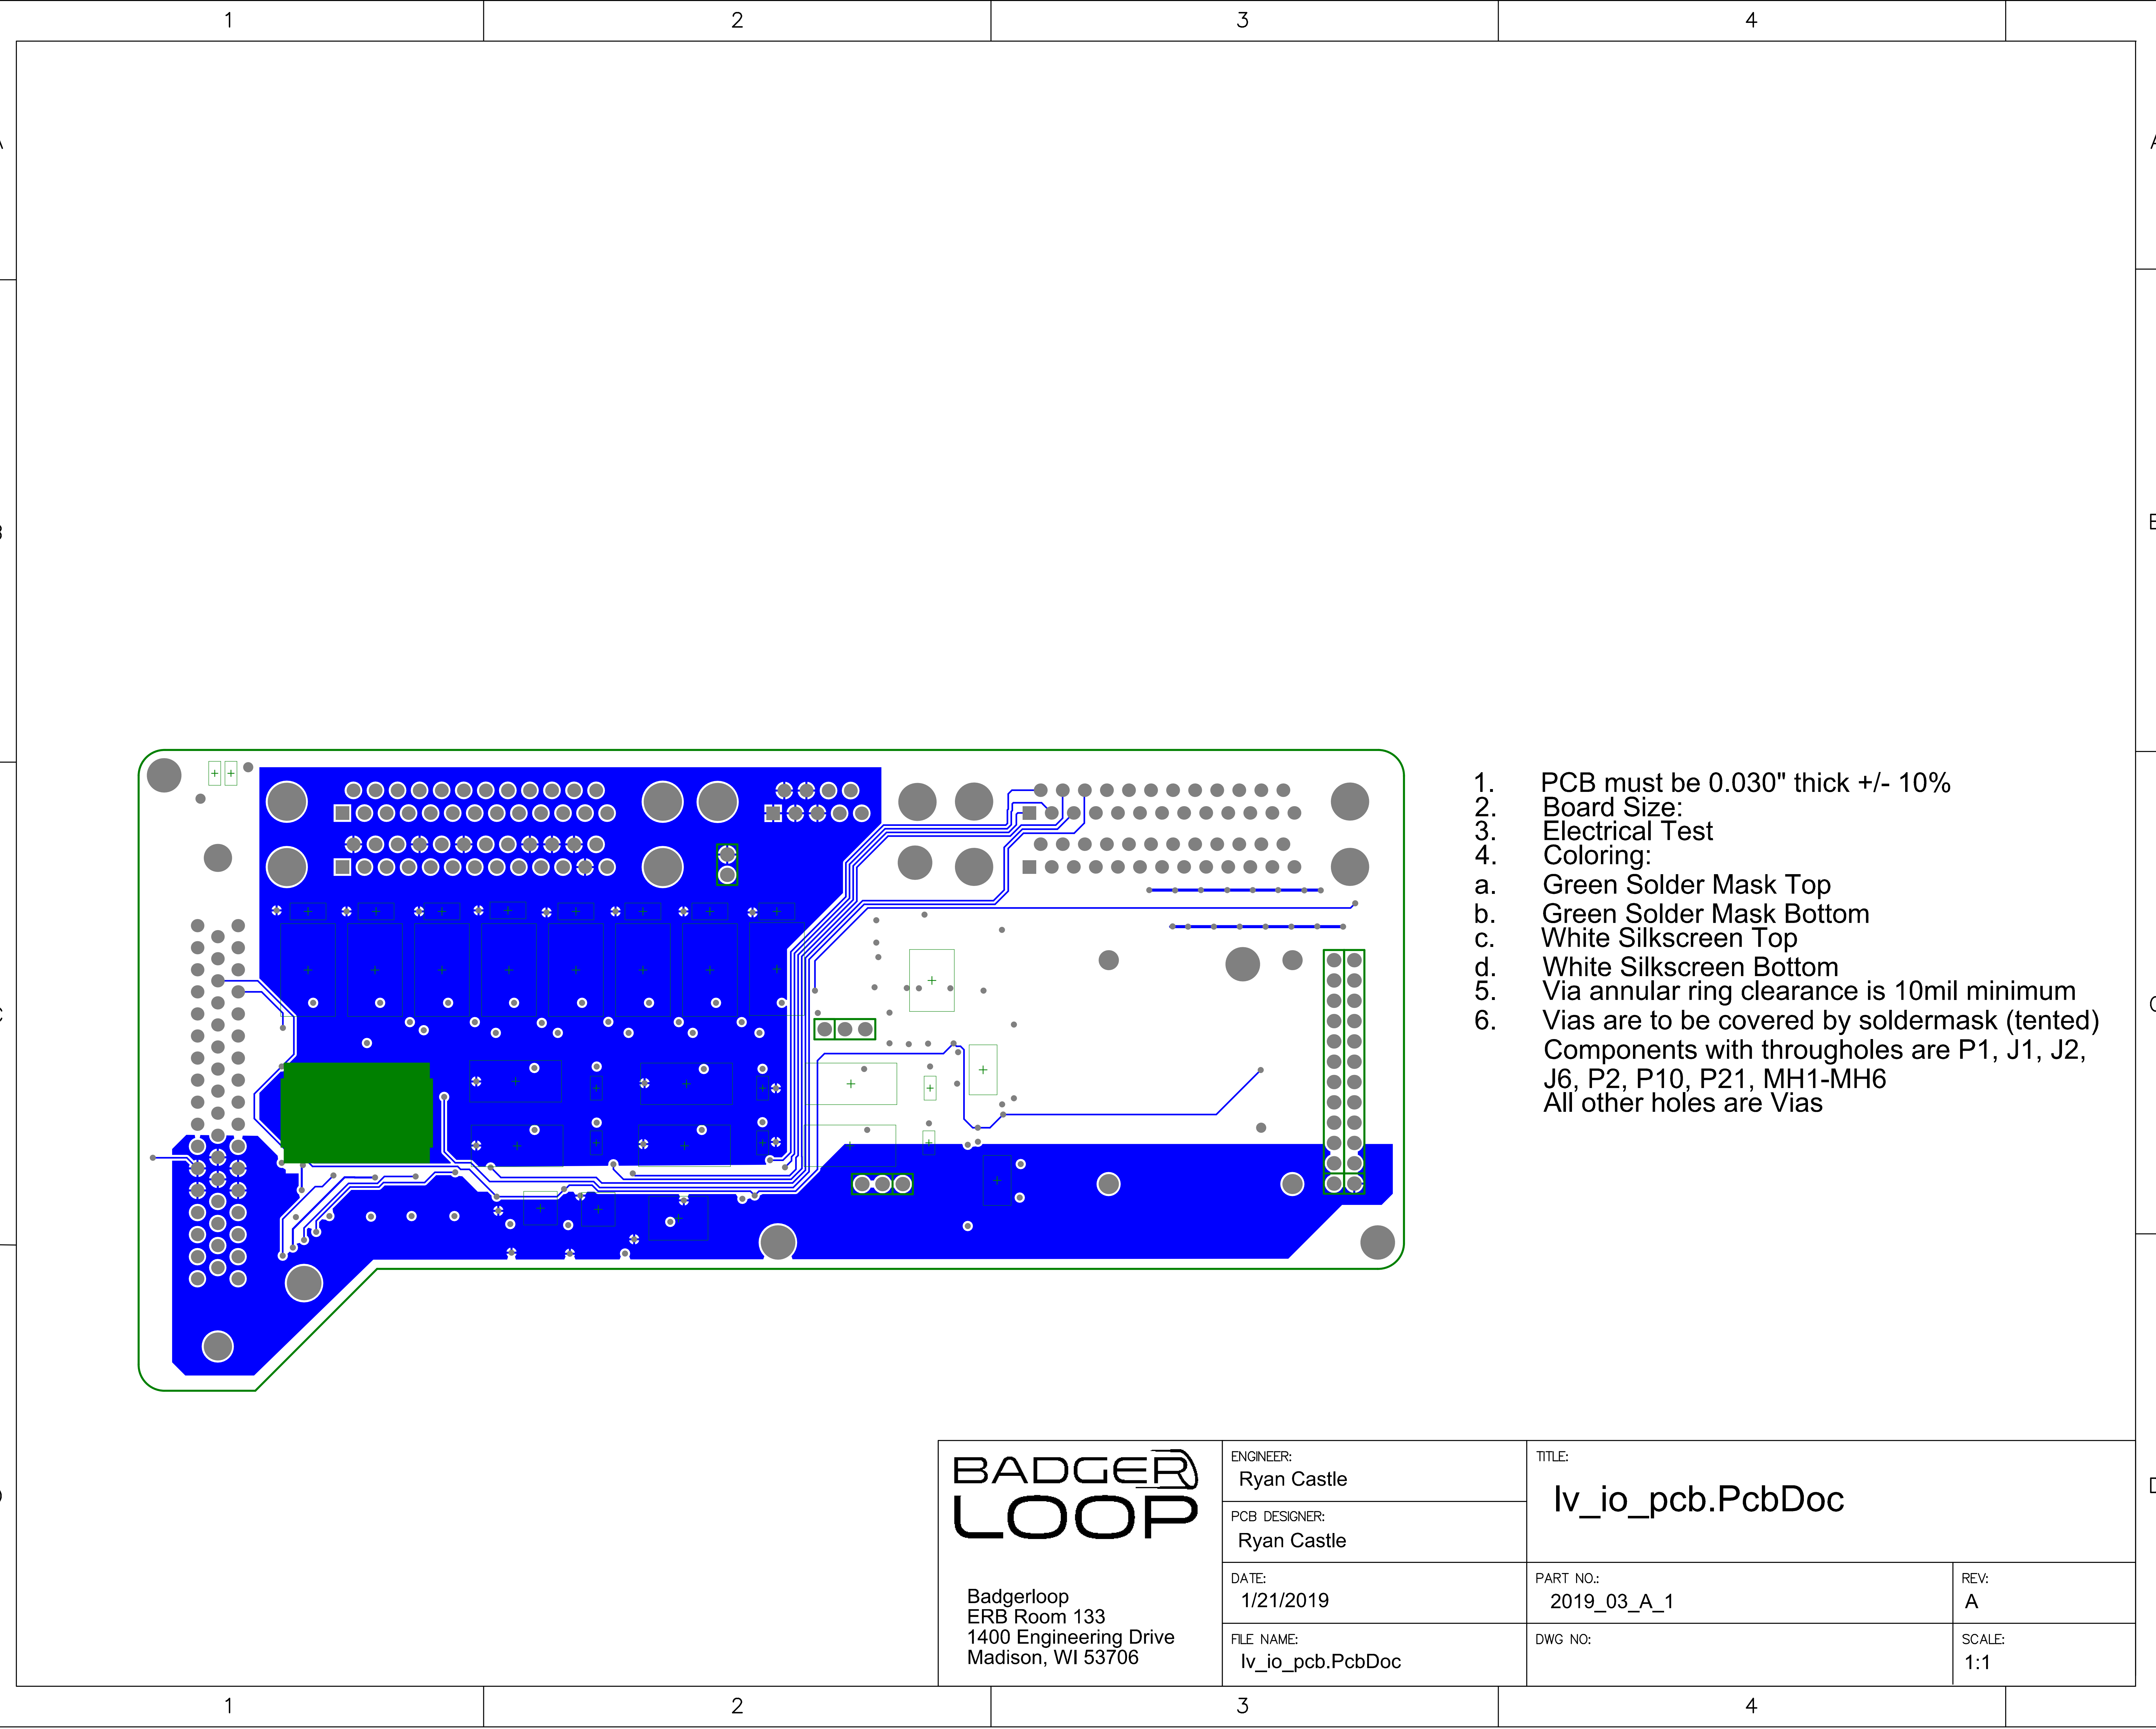 1 2 3 4
A A
B B
C C
D D
1. PCB must be 0.030" thick +/- 10%
2. Board Size:
3. Electrical Test
4. Coloring:
a. Green Solder Mask Top
b. Green Solder Mask Bottom
c. White Silkscreen Top
d. White Silkscreen Bottom
5. Via annular ring clearance is 10mil minimum
6. Vias are to be covered by soldermask (tented)
Components with througholes are P1, J1, J2,
J6, P2, P10, P21, MH1-MH6
All other holes are Vias
BADGER
LOOP
Badgerloop
ERB Room 133
1400 Engineering Drive
Madison, WI 53706
ENGINEER:
Ryan Castle
PCB DESIGNER:
Ryan Castle
DATE:
1/21/2019
FILE NAME:
lv_io_pcb.PcbDoc
TITLE:
lv_io_pcb.PcbDoc
PART NO.:
2019_03_A_1
REV:
A
DWG NO:
SCALE:
1:1
1 2 3 4